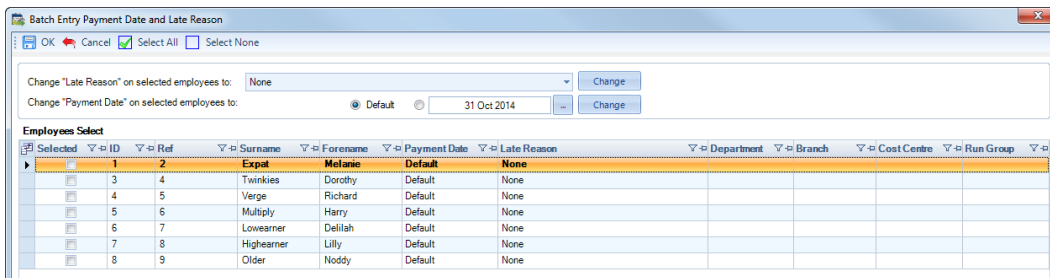 Batch Entry Payment Date and Late Reason
OK Cancel Select All Select None
Change "Late Reason" on selected employees to: None Change
Change "Payment Date" on selected employees to: Default 31 Oct 2014 ... Change
Employees Select
Selected ID Ref Surname Forename Payment Date Late Reason Department Branch Cost Centre Run Group
1 2 Expat Melanie Default None
3 4 Twinkies Dorothy Default None
4 5 Verge Richard Default None
5 6 Multiply Harry Default None
6 7 Lowearner Delilah Default None
7 8 Highearner Lilly Default None
8 9 Older Noddy Default None